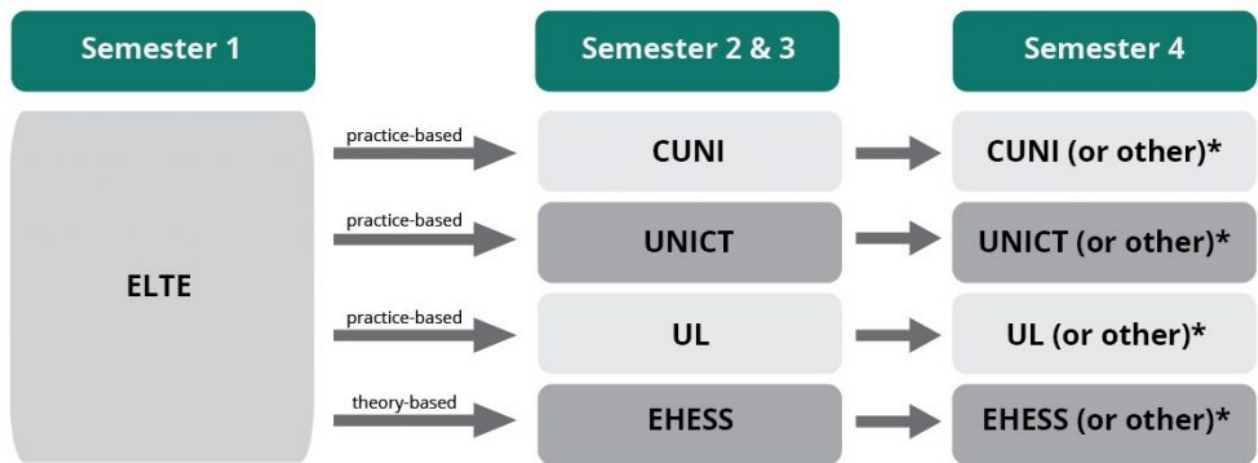 Semester 1
Semester 2 & 3
Semester 4
ELTE
practice-based
CUNI
CUNI (or other)*
practice-based
UNICT
UNICT (or other)*
practice-based
UL
UL (or other)*
theory-based
EHESS
EHESS (or other)*